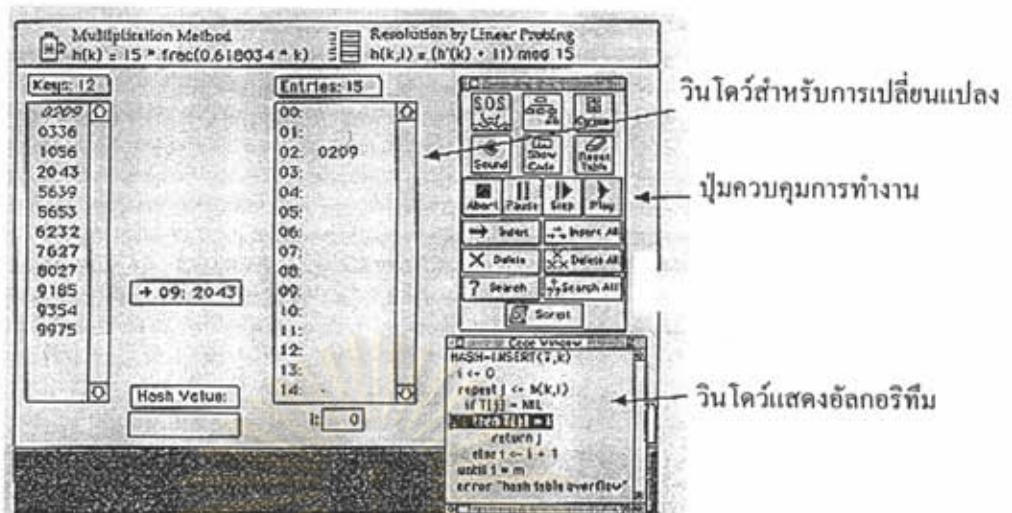 Multiplication Method
h(k) = 15 * frac(0.618034 * k)
Resolution by Linear Probing
h(k,i) = (h'(k) + i1) mod 15
Keys: 12
0209
0336
1056
2043
5639
5653
6232
7627
8027
9185
9354
9975
→ 09: 2043
Hash Value:
Entries: 15
00:
01:
02: 0209
03:
04:
05:
06:
07:
08:
09:
10:
11:
12:
13:
14:
i: 0
S.O.S
Sound
Show Code
Reset Table
Abort
Pause
Step
Play
Insert
Insert All
Delete
Delete All
? Search
Search All
Script
Code Window
HASH-INSERT(T,k)
i <- 0
repeat j <- h(k,i)
if T[j] = NIL
return j
else i <- i + 1
until i = m
error "hash table overflow"
วินโดว์สำหรับการเปลี่ยนแปลง
ปุ่มควบคุมการทำงาน
วินโดว์แสดงอัลกอริทึม